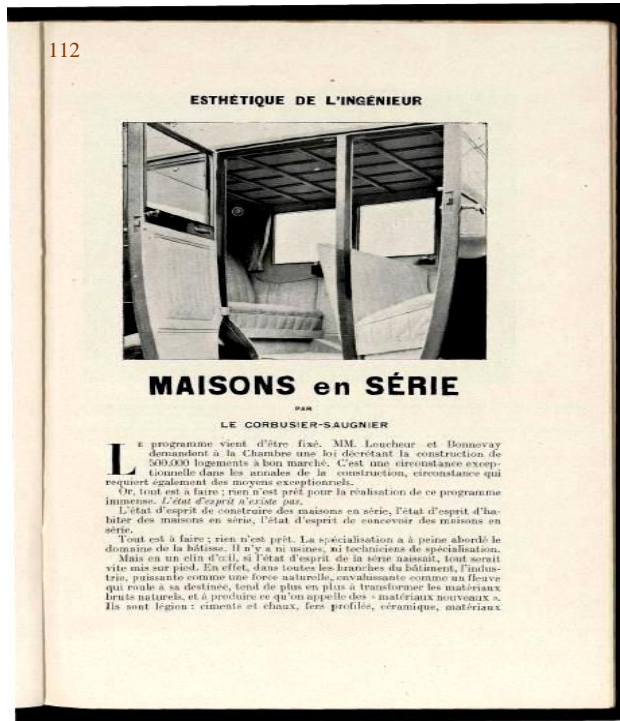 112
ESTHÉTIQUE DE L'INGÉNIEUR
MAISONS en SÉRIE
PAR
LE CORBUSIER-SAUGNIER
LE programme vient d'être fixé. MM. Loucheur et Bonnevay
demandent à la Chambre une loi décrétant la construction de
500.000 logements à bon marché. C'est une circonstance excep-
tionnelle dans les annales de la construction, circonstance qui
requiert également des moyens exceptionnels.
Or, tout est à faire ; rien n'est prêt pour la réalisation de ce programme
immense. L'état d'esprit n'existe pas.
L'état d'esprit de construire des maisons en série, l'état d'esprit d'ha-
biter des maisons en série, l'état d'esprit de concevoir des maisons en
série.
Tout est à faire ; rien n'est prêt. La spécialisation a à peine abordé le
domaine de la bâtisse. Il n'y a ni usines, ni techniciens de spécialisation.
Mais en un clin d'œil, si l'état d'esprit de la série naissait, tout serait
vite mis sur pied. En effet, dans toutes les branches du bâtiment, l'indus-
trie, puissante comme une force naturelle, envahissante comme un fleuve
qui roule à sa destinée, tend de plus en plus à transformer les matériaux
bruts naturels, et à produire ce qu'on appelle des « matériaux nouveaux ».
Ils sont légion : ciments et chaux, fers profilés, céramique, matériaux